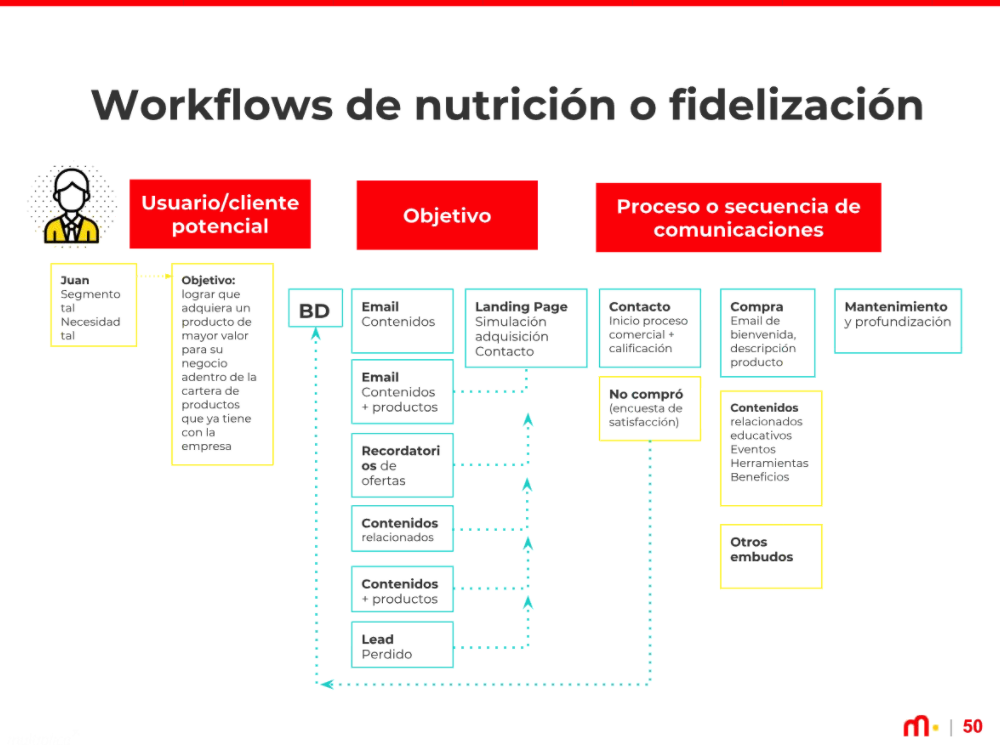 Workflows de nutrición o fidelización
Usuario/cliente
potencial
Objetivo
Proceso o secuencia de
comunicaciones
Juan
Segmento
tal
Necesidad
tal
Objetivo:
lograr que
adquiera un
producto de
mayor valor
para su
negocio
adentro de la
cartera de
productos
que ya tiene
con la
empresa
BD
Email
Contenidos
Email
Contenidos
+ productos
Recordatori
os de
ofertas
Contenidos
relacionados
Contenidos
+ productos
Lead
Perdido
Landing Page
Simulación
adquisición
Contacto
Contacto
Inicio proceso
comercial +
calificación
No compró
(encuesta de
satisfacción)
Compra
Email de
bienvenida,
descripción
producto
Contenidos
relacionados
educativos
Eventos
Herramientas
Beneficios
Otros
embudos
Mantenimiento
y profundización
m. | 50